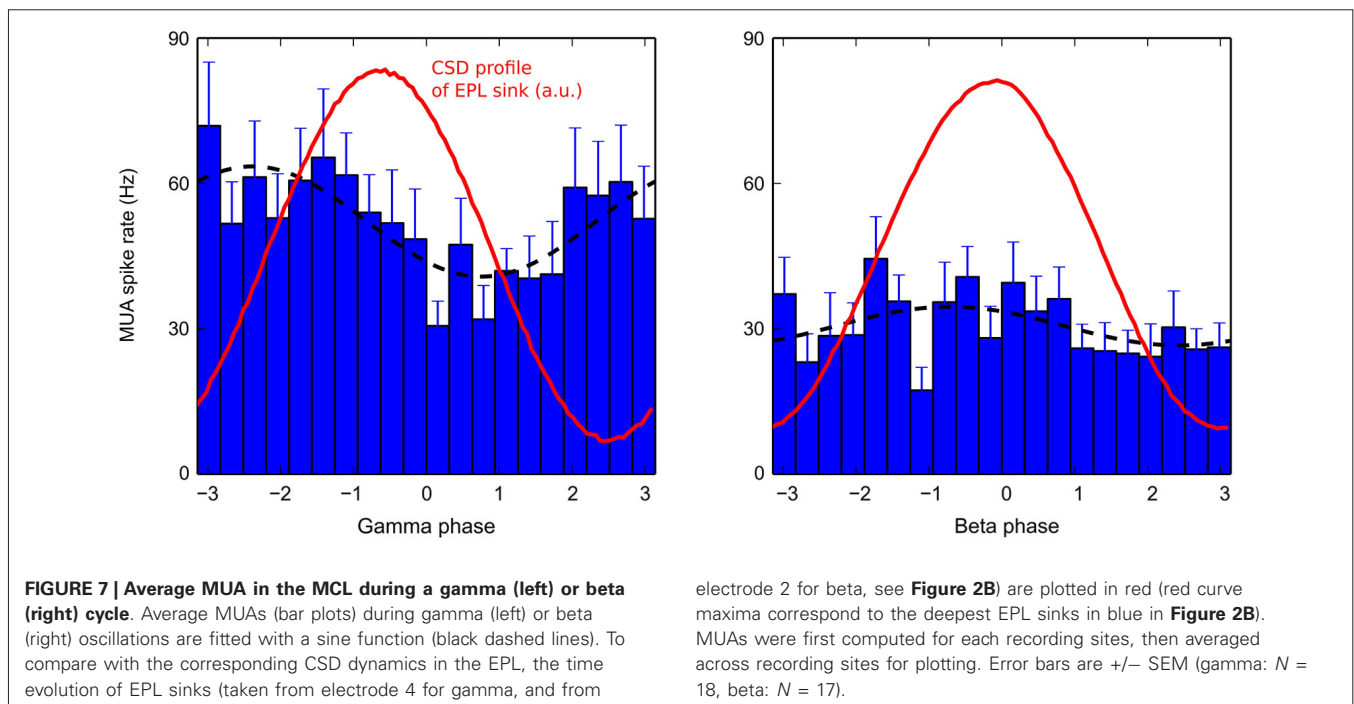 90
60
30
0
MUA spike rate (Hz)
CSD profile
of EPL sink (a.u.)
−3 −2 −1 0 1 2 3
Gamma phase
90
60
30
0
−3 −2 −1 0 1 2 3
Beta phase
FIGURE 7 | Average MUA in the MCL during a gamma (left) or beta
(right) cycle. Average MUAs (bar plots) during gamma (left) or beta
(right) oscillations are fitted with a sine function (black dashed lines). To
compare with the corresponding CSD dynamics in the EPL, the time
evolution of EPL sinks (taken from electrode 4 for gamma, and from
electrode 2 for beta, see Figure 2B) are plotted in red (red curve
maxima correspond to the deepest EPL sinks in blue in Figure 2B).
MUAs were first computed for each recording sites, then averaged
across recording sites for plotting. Error bars are +/− SEM (gamma: N =
18, beta: N = 17).